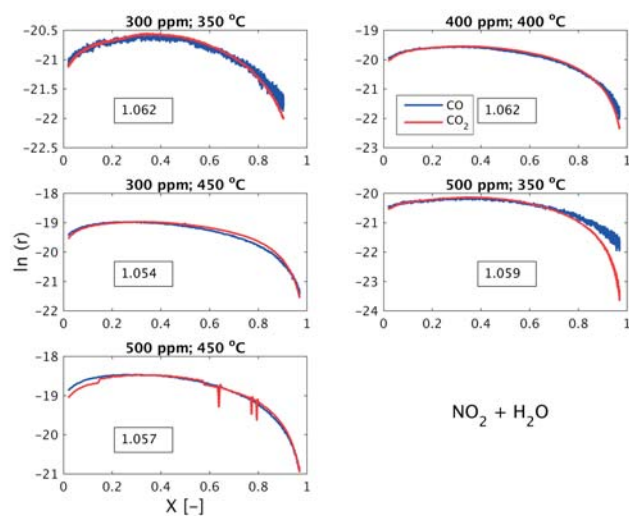 300 ppm; 350 °C
-20.5
-21
-21.5
-22
-22.5
1.062
0 0.2 0.4 0.6 0.8 1
400 ppm; 400 °C
-19
-20
-21
-22
-23
CO
CO2
1.062
0 0.2 0.4 0.6 0.8 1
300 ppm; 450 °C
-18
-19
-20
-21
-22
ln (r)
1.054
0 0.2 0.4 0.6 0.8 1
500 ppm; 350 °C
-20
-21
-22
-23
-24
1.059
0 0.2 0.4 0.6 0.8 1
500 ppm; 450 °C
-18
-19
-20
-21
1.057
0 0.2 0.4 0.6 0.8 1
X [-]
NO2 + H2O